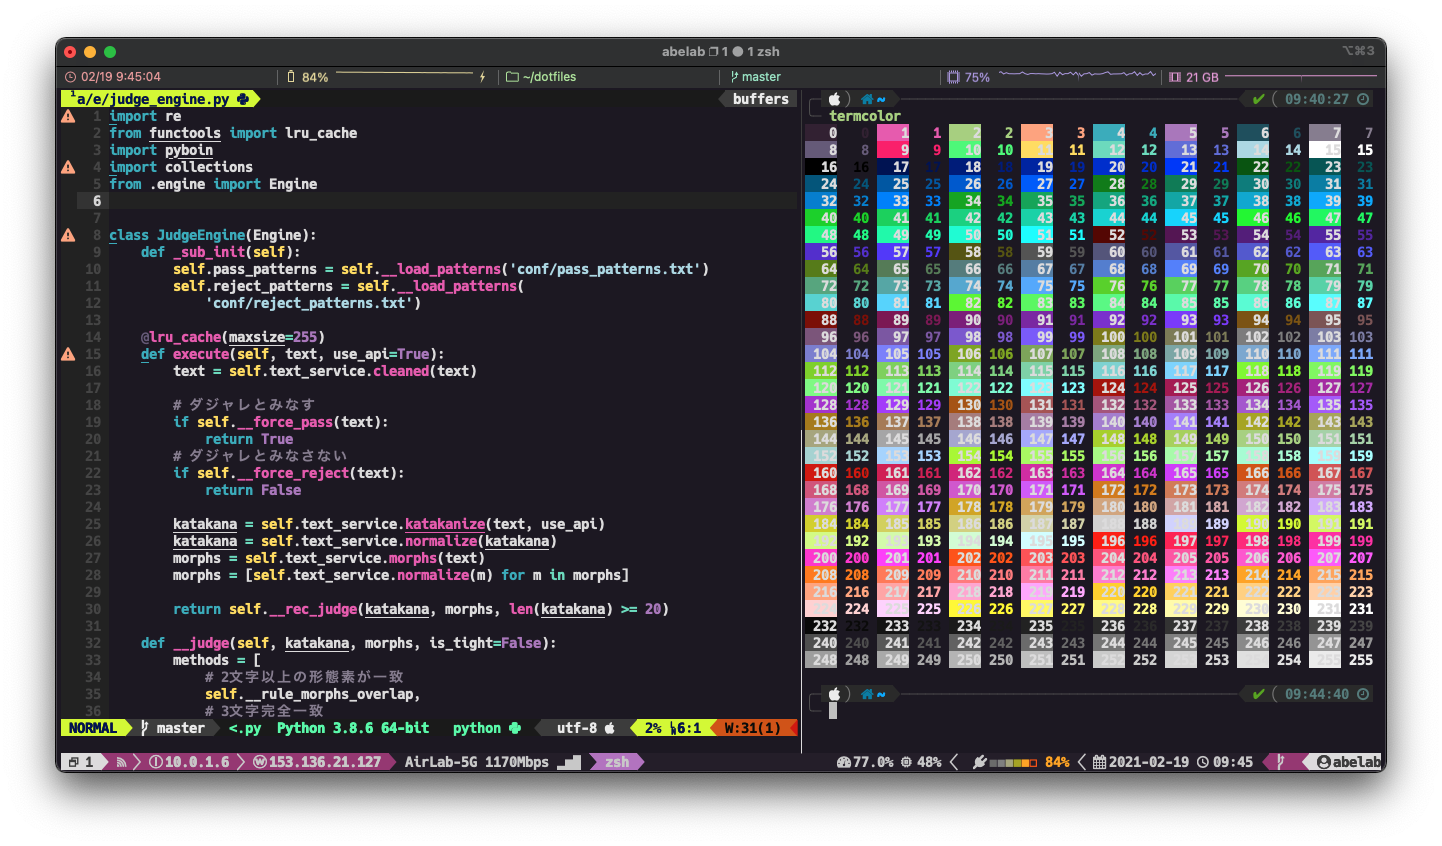 abelab 1 1 zsh ⌥⌘3
02/19 9:45:04 84% ~/dotfiles master 75% 21 GB
1 a/e/judge_engine.py buffers
1 import re
2 from functools import lru_cache
3 import pyboin
4 import collections
5 from .engine import Engine
6
7
8 class JudgeEngine(Engine):
9 def _sub_init(self):
10 self.pass_patterns = self.__load_patterns('conf/pass_patterns.txt')
11 self.reject_patterns = self.__load_patterns(
12 'conf/reject_patterns.txt')
13
14 @lru_cache(maxsize=255)
15 def execute(self, text, use_api=True):
16 text = self.text_service.cleaned(text)
17
18 # ダジャレとみなす
19 if self.__force_pass(text):
20 return True
21 # ダジャレとみなさない
22 if self.__force_reject(text):
23 return False
24
25 katakana = self.text_service.katakanize(text, use_api)
26 katakana = self.text_service.normalize(katakana)
27 morphs = self.text_service.morphs(text)
28 morphs = [self.text_service.normalize(m) for m in morphs]
29
30 return self.__rec_judge(katakana, morphs, len(katakana) >= 20)
31
32 def __judge(self, katakana, morphs, is_tight=False):
33 methods = [
34 # 2文字以上の形態素が一致
35 self.__rule_morphs_overlap,
36 # 3文字完全一致
NORMAL master <.py Python 3.8.6 64-bit python utf-8 2% 6:1 W:31(1)
~ ✔ 09:40:27
termcolor
0 0 1 1 2 2 3 3 4 4 5 5 6 6 7 7
8 8 9 9 10 10 11 11 12 12 13 13 14 14 15 15
16 16 17 17 18 18 19 19 20 20 21 21 22 22 23 23
24 24 25 25 26 26 27 27 28 28 29 29 30 30 31 31
32 32 33 33 34 34 35 35 36 36 37 37 38 38 39 39
40 40 41 41 42 42 43 43 44 44 45 45 46 46 47 47
48 48 49 49 50 50 51 51 52 52 53 53 54 54 55 55
56 56 57 57 58 58 59 59 60 60 61 61 62 62 63 63
64 64 65 65 66 66 67 67 68 68 69 69 70 70 71 71
72 72 73 73 74 74 75 75 76 76 77 77 78 78 79 79
80 80 81 81 82 82 83 83 84 84 85 85 86 86 87 87
88 88 89 89 90 90 91 91 92 92 93 93 94 94 95 95
96 96 97 97 98 98 99 99 100 100 101 101 102 102 103 103
104 104 105 105 106 106 107 107 108 108 109 109 110 110 111 111
112 112 113 113 114 114 115 115 116 116 117 117 118 118 119 119
120 120 121 121 122 122 123 123 124 124 125 125 126 126 127 127
128 128 129 129 130 130 131 131 132 132 133 133 134 134 135 135
136 136 137 137 138 138 139 139 140 140 141 141 142 142 143 143
144 144 145 145 146 146 147 147 148 148 149 149 150 150 151 151
152 152 153 153 154 154 155 155 156 156 157 157 158 158 159 159
160 160 161 161 162 162 163 163 164 164 165 165 166 166 167 167
168 168 169 169 170 170 171 171 172 172 173 173 174 174 175 175
176 176 177 177 178 178 179 179 180 180 181 181 182 182 183 183
184 184 185 185 186 186 187 187 188 188 189 189 190 190 191 191
192 192 193 193 194 194 195 195 196 196 197 197 198 198 199 199
200 200 201 201 202 202 203 203 204 204 205 205 206 206 207 207
208 208 209 209 210 210 211 211 212 212 213 213 214 214 215 215
216 216 217 217 218 218 219 219 220 220 221 221 222 222 223 223
224 224 225 225 226 226 227 227 228 228 229 229 230 230 231 231
232 232 233 233 234 235 235 236 236 237 237 238 238 239 239
240 240 241 241 242 242 243 243 244 244 245 245 246 246 247 247
248 248 249 249 250 250 251 251 252 252 253 253 254 254 255 255
~ ✔ 09:44:40
1 10.0.1.6 153.136.21.127 AirLab-5G 1170Mbps zsh 77.0% 48% 84% 2021-02-19 09:45 abelab